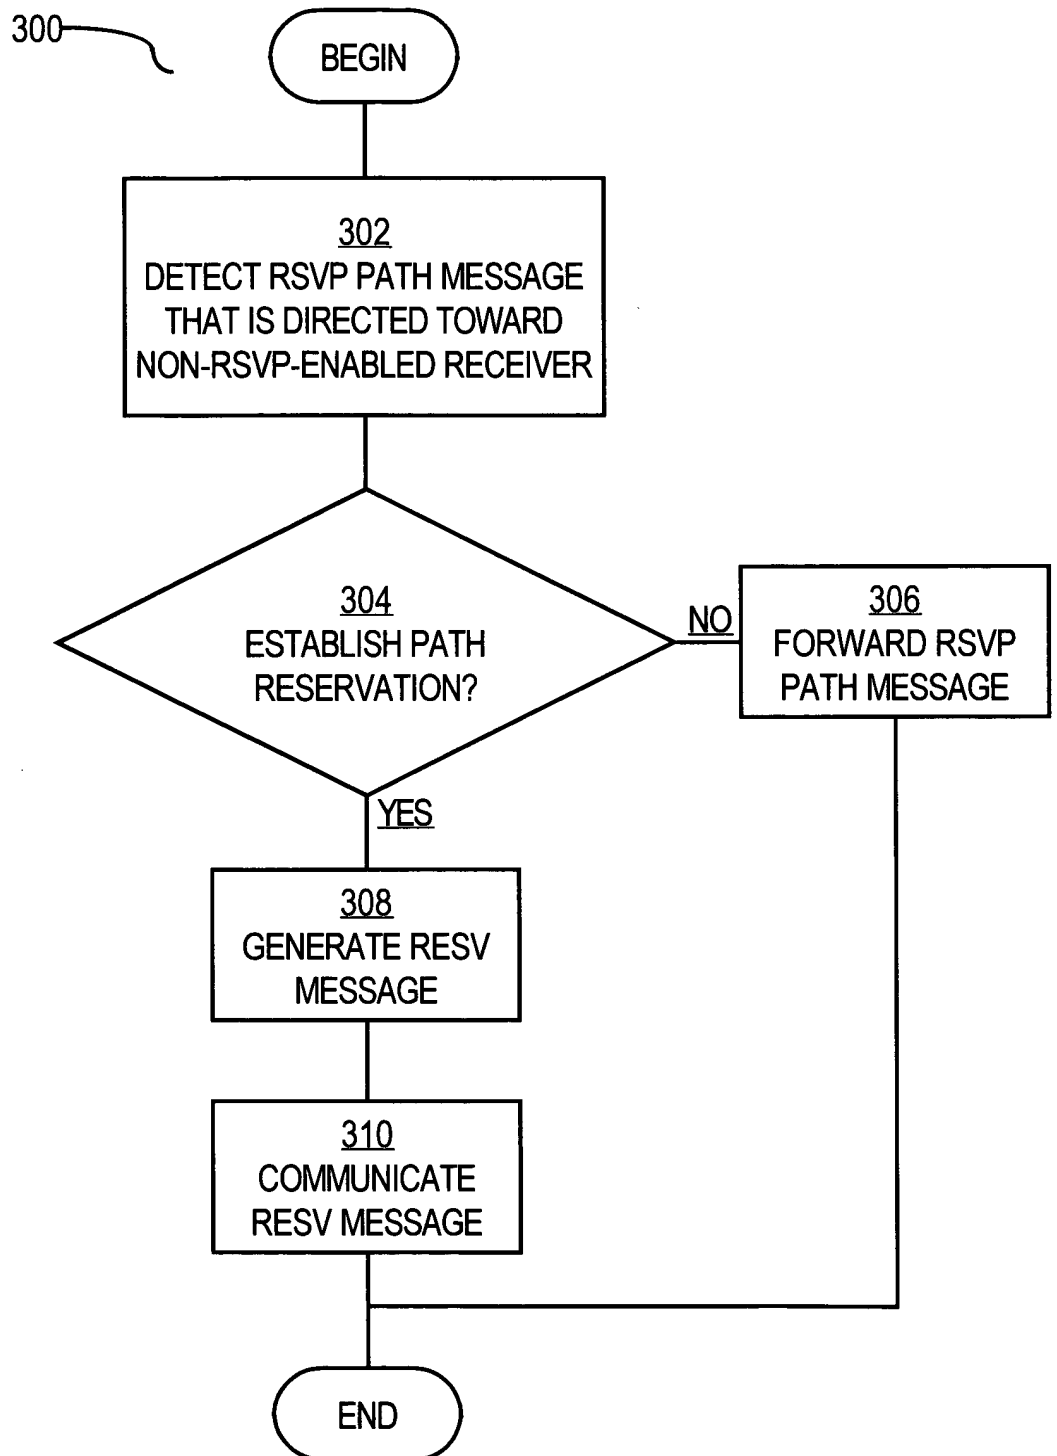 300
BEGIN
302
DETECT RSVP PATH MESSAGE
THAT IS DIRECTED TOWARD
NON-RSVP-ENABLED RECEIVER
304
ESTABLISH PATH
RESERVATION?
NO
306
FORWARD RSVP
PATH MESSAGE
YES
308
GENERATE RESV
MESSAGE
310
COMMUNICATE
RESV MESSAGE
END